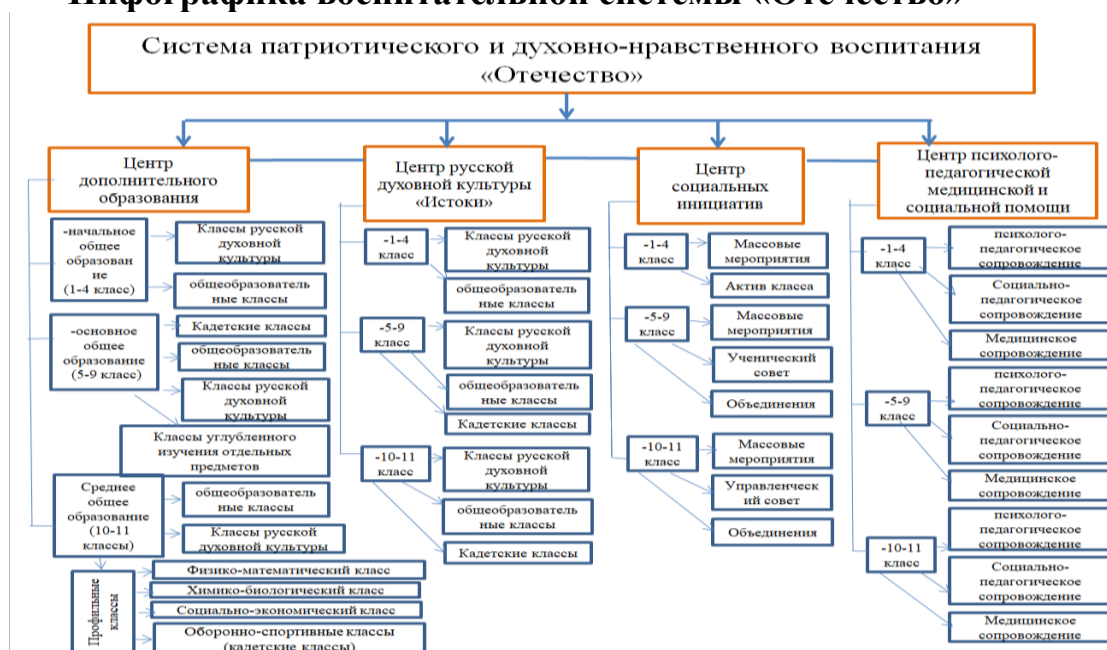 Инфографика воспитательной системы «Отечество»
Система патриотического и духовно-нравственного воспитания
«Отечество»
Центр
дополнительного
образования
-начальное
общее
образован
ие
(1-4 класс)
Классы русской
духовной
культуры
общеобразователь
ные классы
-основное
общее
образование
(5-9 класс)
Кадетские классы
общеобразователь
ные классы
Классы русской
духовной
культуры
Классы углубленного
изучения отдельных
предметов
Среднее
общее
образование
(10-11
классы)
общеобразователь
ные классы
Классы русской
духовной культуры
Профильные
классы
Физико-математический класс
Химико-биологический класс
Социально-экономический класс
Оборонно-спортивные классы
(кадетские классы)
Центр русской
духовной культуры
«Истоки»
-1-4
класс
Классы русской
духовной
культуры
общеобразователь
ные классы
-5-9
класс
Классы русской
духовной
культуры
общеобразователь
ные классы
Кадетские классы
-10-11
класс
Классы русской
духовной
культуры
общеобразователь
ные классы
Кадетские классы
Центр
социальных
инициатив
-1-4
класс
Массовые
мероприятия
Актив класса
-5-9
класс
Массовые
мероприятия
Ученический
совет
Объединения
-10-11
класс
Массовые
мероприятия
Управленческ
ий совет
Объединения
Центр психолого-
педагогической
медицинской и
социальной помощи
-1-4
класс
психолого-
педагогическое
сопровождение
Социально-
педагогическое
сопровождение
Медицинское
сопровождение
-5-9
класс
психолого-
педагогическое
сопровождение
Социально-
педагогическое
сопровождение
Медицинское
сопровождение
-10-11
класс
психолого-
педагогическое
сопровождение
Социально-
педагогическое
сопровождение
Медицинское
сопровождение